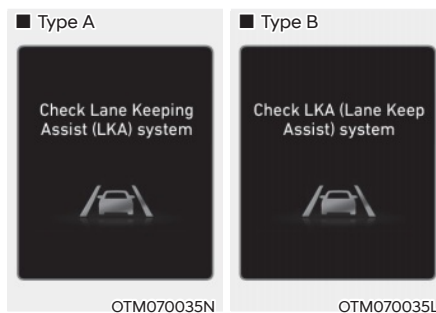 ■ Type A
Check Lane Keeping
Assist (LKA) system
OTM070035N
■ Type B
Check LKA (Lane Keep
Assist) system
OTM070035L